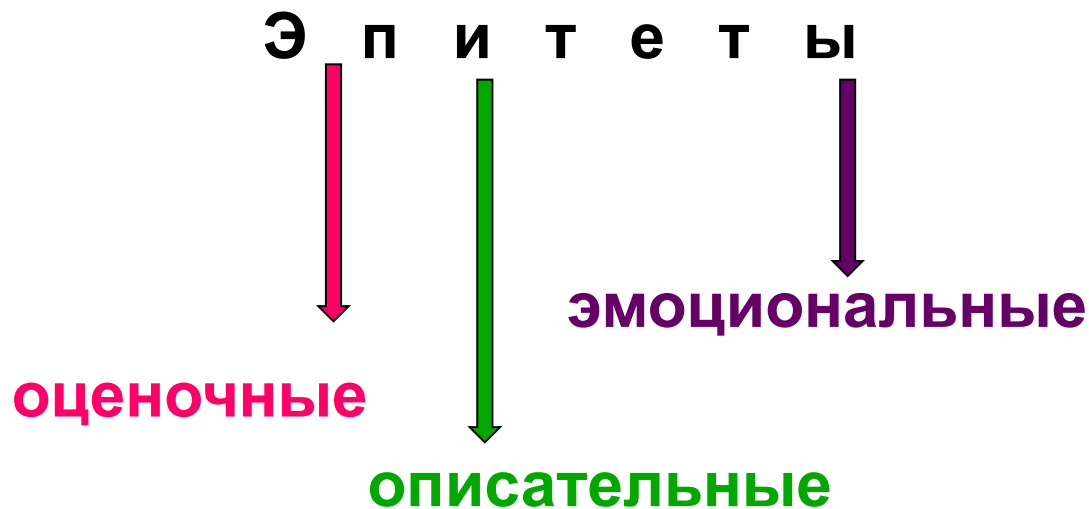 Э п и т е т ы
эмоциональные
оценочные
описательные